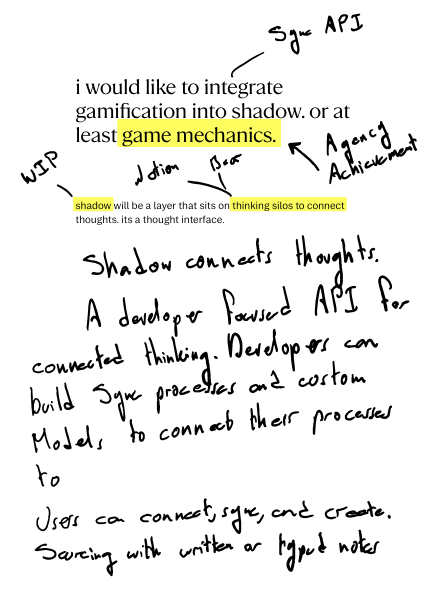 Sync API
i would like to integrate
gamification into shadow. or at
least game mechanics.
Agency
Achievement
WIP
Notion
Bear
shadow will be a layer that sits on thinking silos to connect
thoughts. its a thought interface.
Shadow connects thoughts.
A developer focused API for
connected thinking. Developers can
build Sync processes and custom
Models to connect their processes
to
Users can connect, sync, and create.
Sourcing with written or typed notes